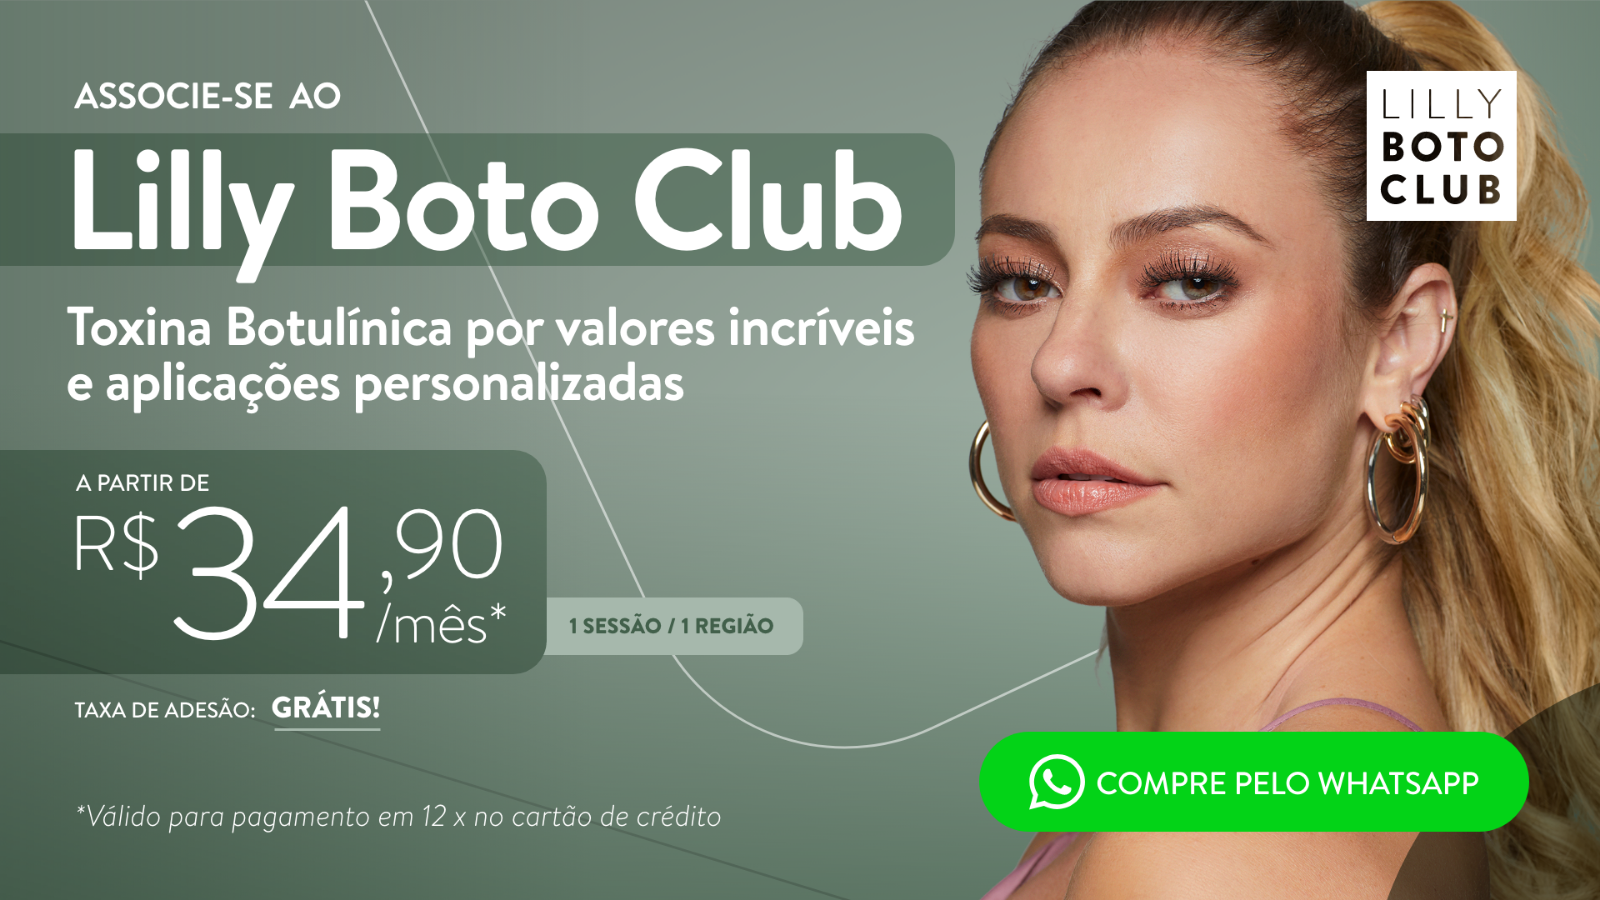 ASSOCIE-SE AO
Lilly Boto Club
Toxina Botulínica por valores incríveis
e aplicações personalizadas
A PARTIR DE
R$34,90
/mês*
1 SESSÃO / 1 REGIÃO
TAXA DE ADESÃO: GRÁTIS!
*Válido para pagamento em 12 x no cartão de crédito
LILLY
BOTO
CLUB
COMPRE PELO WHATSAPP